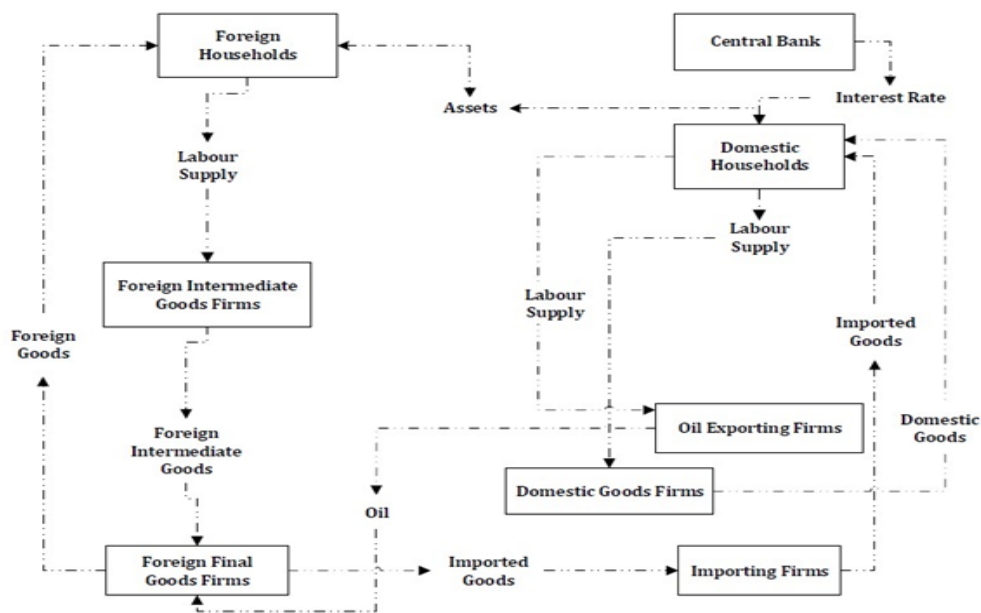 Foreign
Households
Central Bank
Assets
Interest Rate
Labour
Supply
Domestic
Households
Labour
Supply
Foreign Intermediate
Goods Firms
Labour
Supply
Foreign
Goods
Imported
Goods
Foreign
Intermediate
Goods
Oil Exporting Firms
Domestic
Goods
Domestic Goods Firms
Oil
Foreign Final
Goods Firms
Imported
Goods
Importing Firms